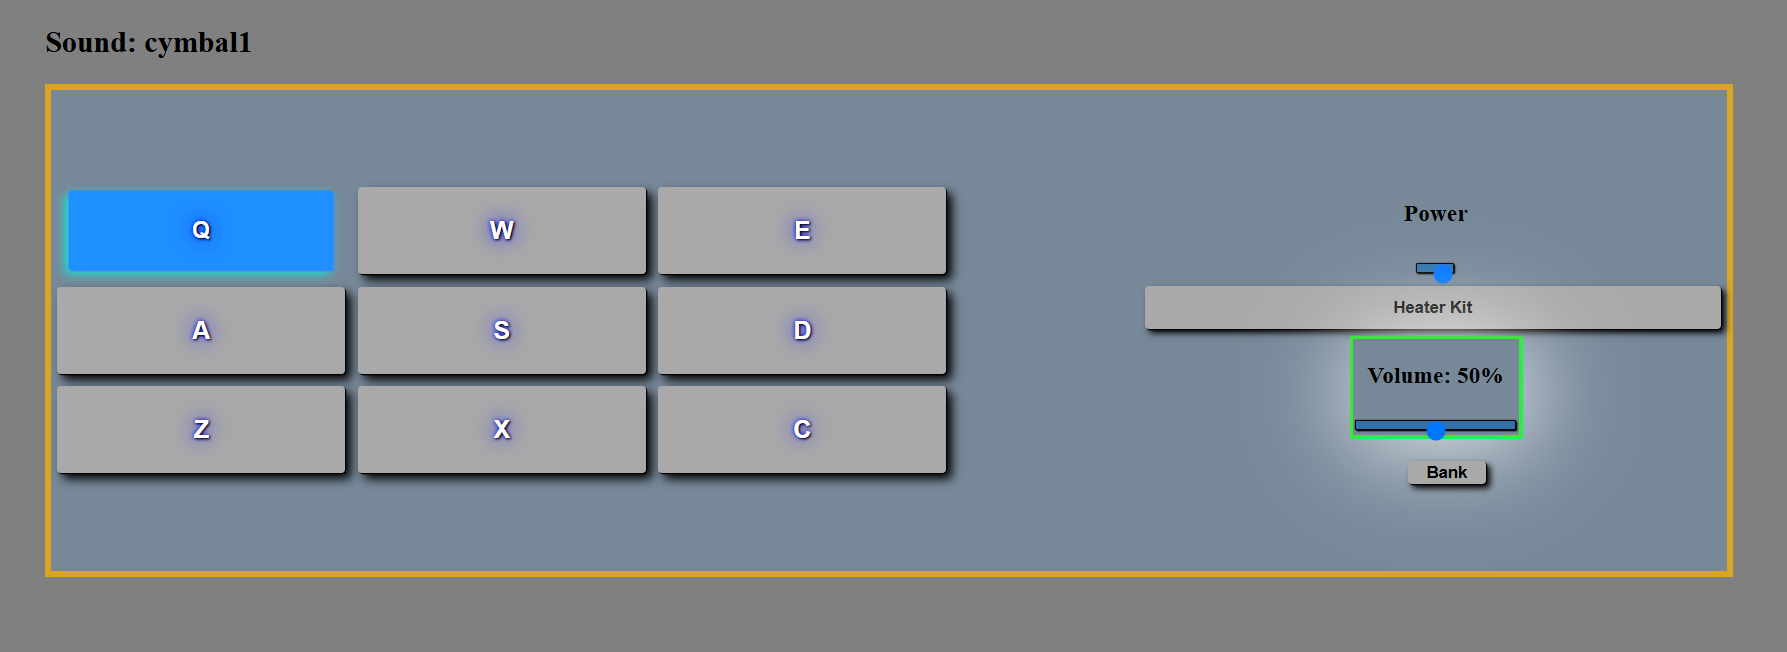 Sound: cymbal1
Q W E
A S D
Z X C
Power
Heater Kit
Volume: 50%
Bank